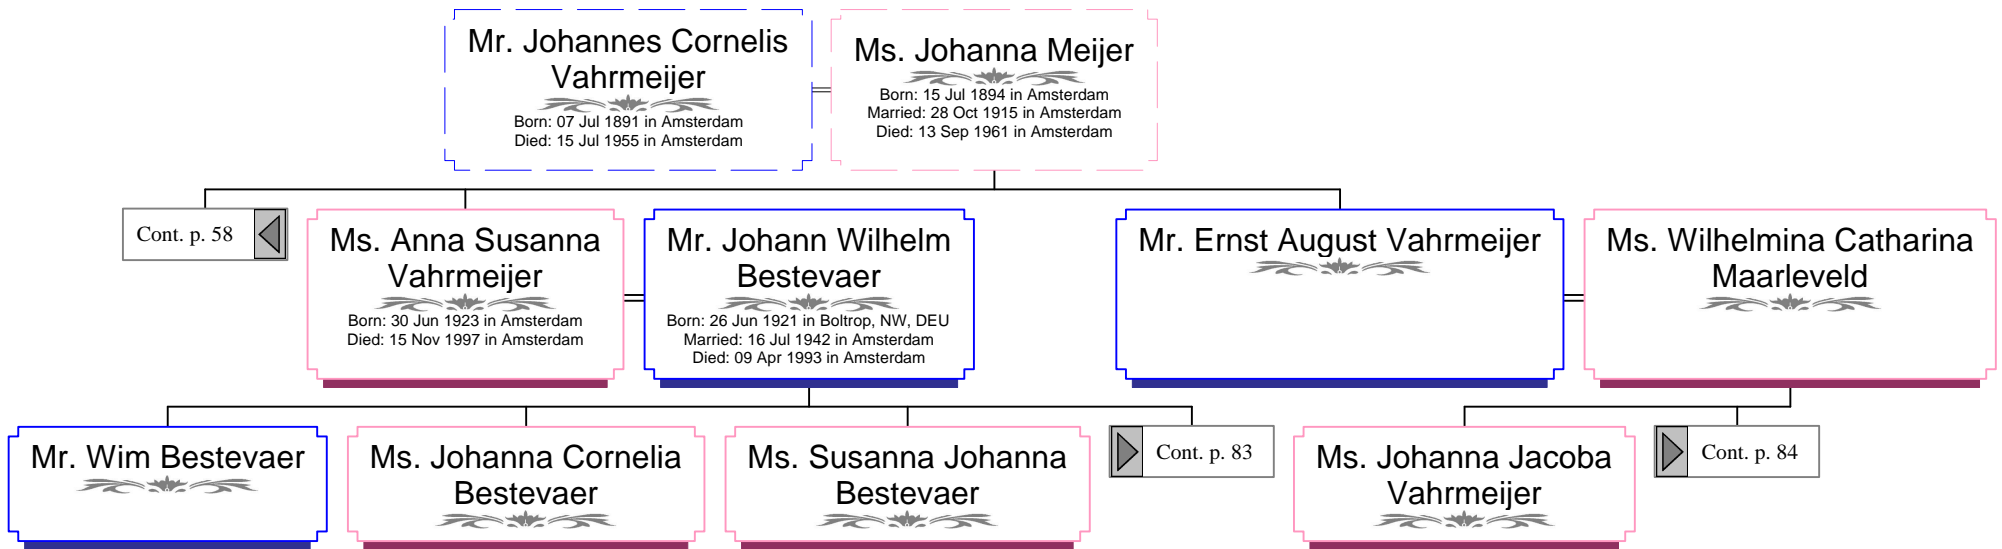 Mr. Johannes Cornelis
Vahrmeijer
Born: 07 Jul 1891 in Amsterdam
Died: 15 Jul 1955 in Amsterdam
Ms. Johanna Meijer
Born: 15 Jul 1894 in Amsterdam
Married: 28 Oct 1915 in Amsterdam
Died: 13 Sep 1961 in Amsterdam
Cont. p. 58
Ms. Anna Susanna
Vahrmeijer
Born: 30 Jun 1923 in Amsterdam
Died: 15 Nov 1997 in Amsterdam
Mr. Johann Wilhelm
Bestevaer
Born: 26 Jun 1921 in Boltrop, NW, DEU
Married: 16 Jul 1942 in Amsterdam
Died: 09 Apr 1993 in Amsterdam
Mr. Ernst August Vahrmeijer
Ms. Wilhelmina Catharina
Maarleveld
Mr. Wim Bestevaer
Ms. Johanna Cornelia
Bestevaer
Ms. Susanna Johanna
Bestevaer
Cont. p. 83
Ms. Johanna Jacoba
Vahrmeijer
Cont. p. 84